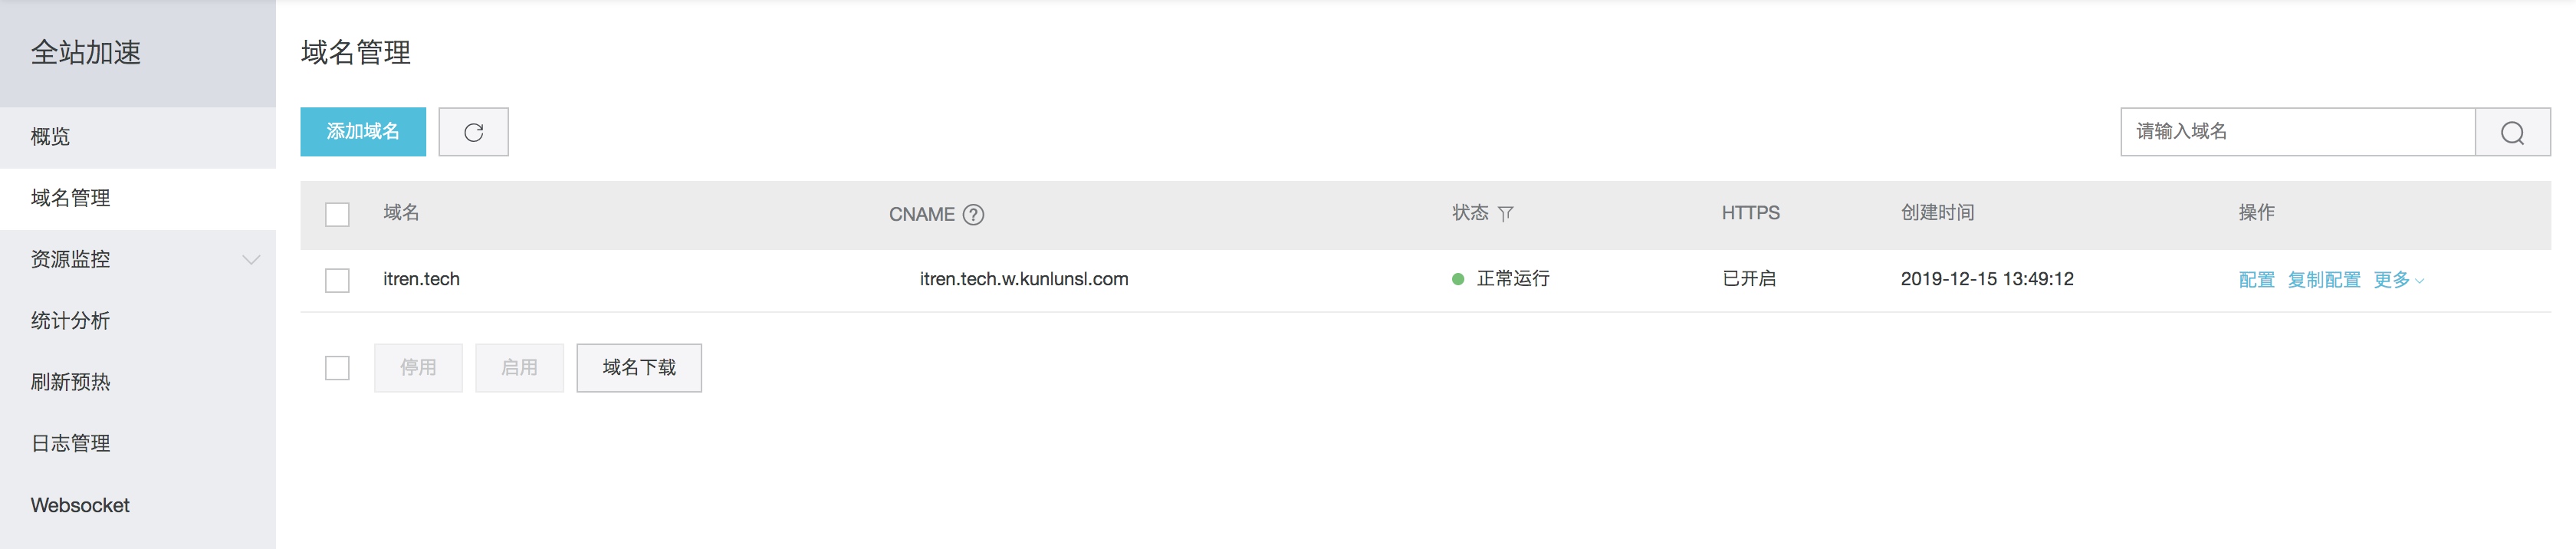 全站加速
概览
域名管理
资源监控
统计分析
刷新预热
日志管理
Websocket
域名管理
添加域名
请输入域名
域名 CNAME ? 状态 HTTPS 创建时间 操作
itren.tech itren.tech.w.kunlunsl.com 正常运行 已开启 2019-12-15 13:49:12 配置 复制配置 更多
停用 启用 域名下载